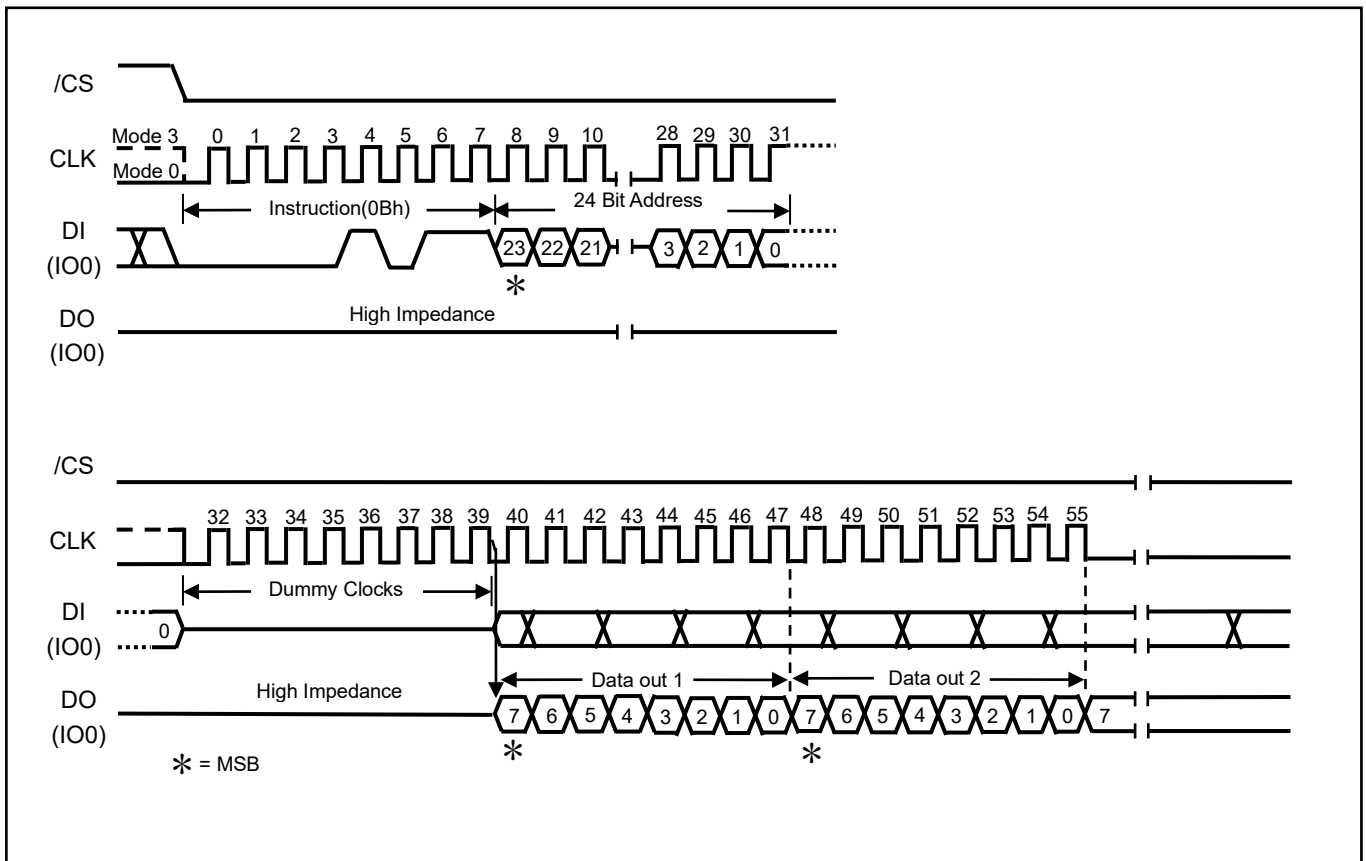 /CS
Mode 3 0 1 2 3 4 5 6 7 8 9 10 28 29 30 31
CLK
Mode 0
Instruction(0Bh) 24 Bit Address
DI
(IO0)
23 22 21 3 2 1 0
*
High Impedance
DO
(IO0)
/CS
32 33 34 35 36 37 38 39 40 41 42 43 44 45 46 47 48 49 50 51 52 53 54 55
CLK
Dummy Clocks
DI
(IO0)
0
Data out 1 Data out 2
High Impedance
DO
(IO0)
7 6 5 4 3 2 1 0 7 6 5 4 3 2 1 0 7
* *
* = MSB